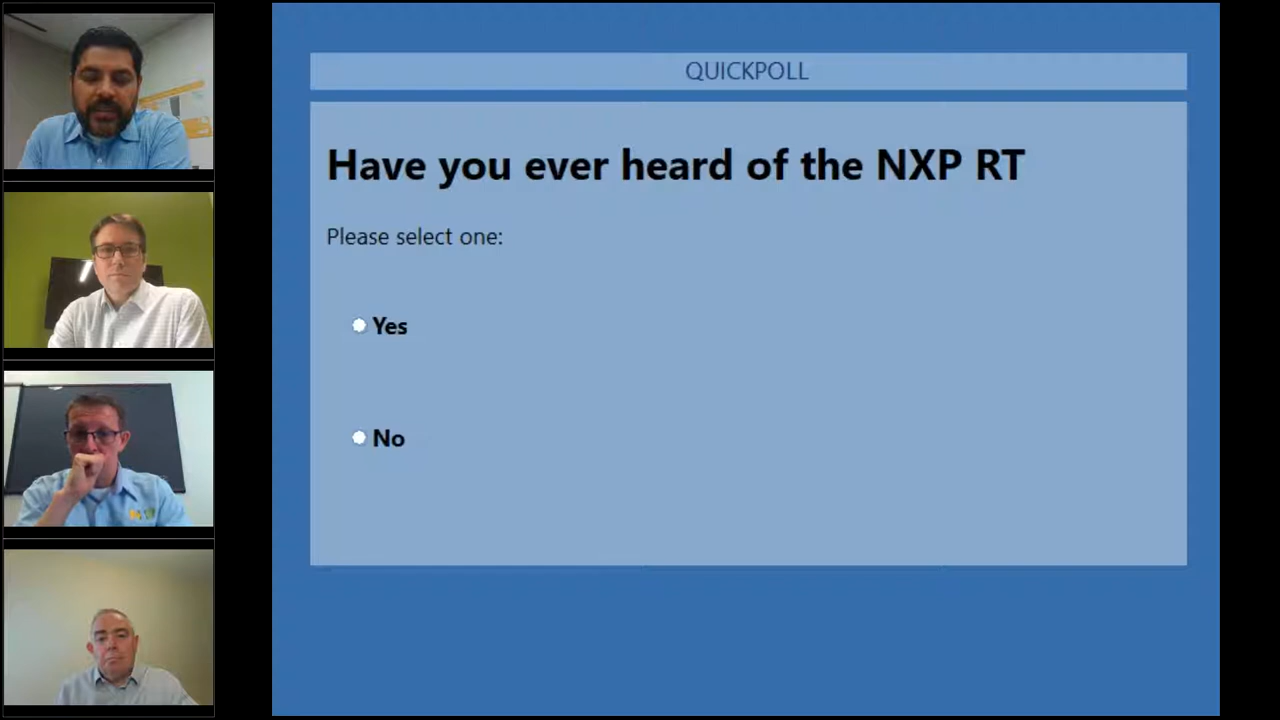 QUICKPOLL
Have you ever heard of the NXP RT
Please select one:
Yes
No